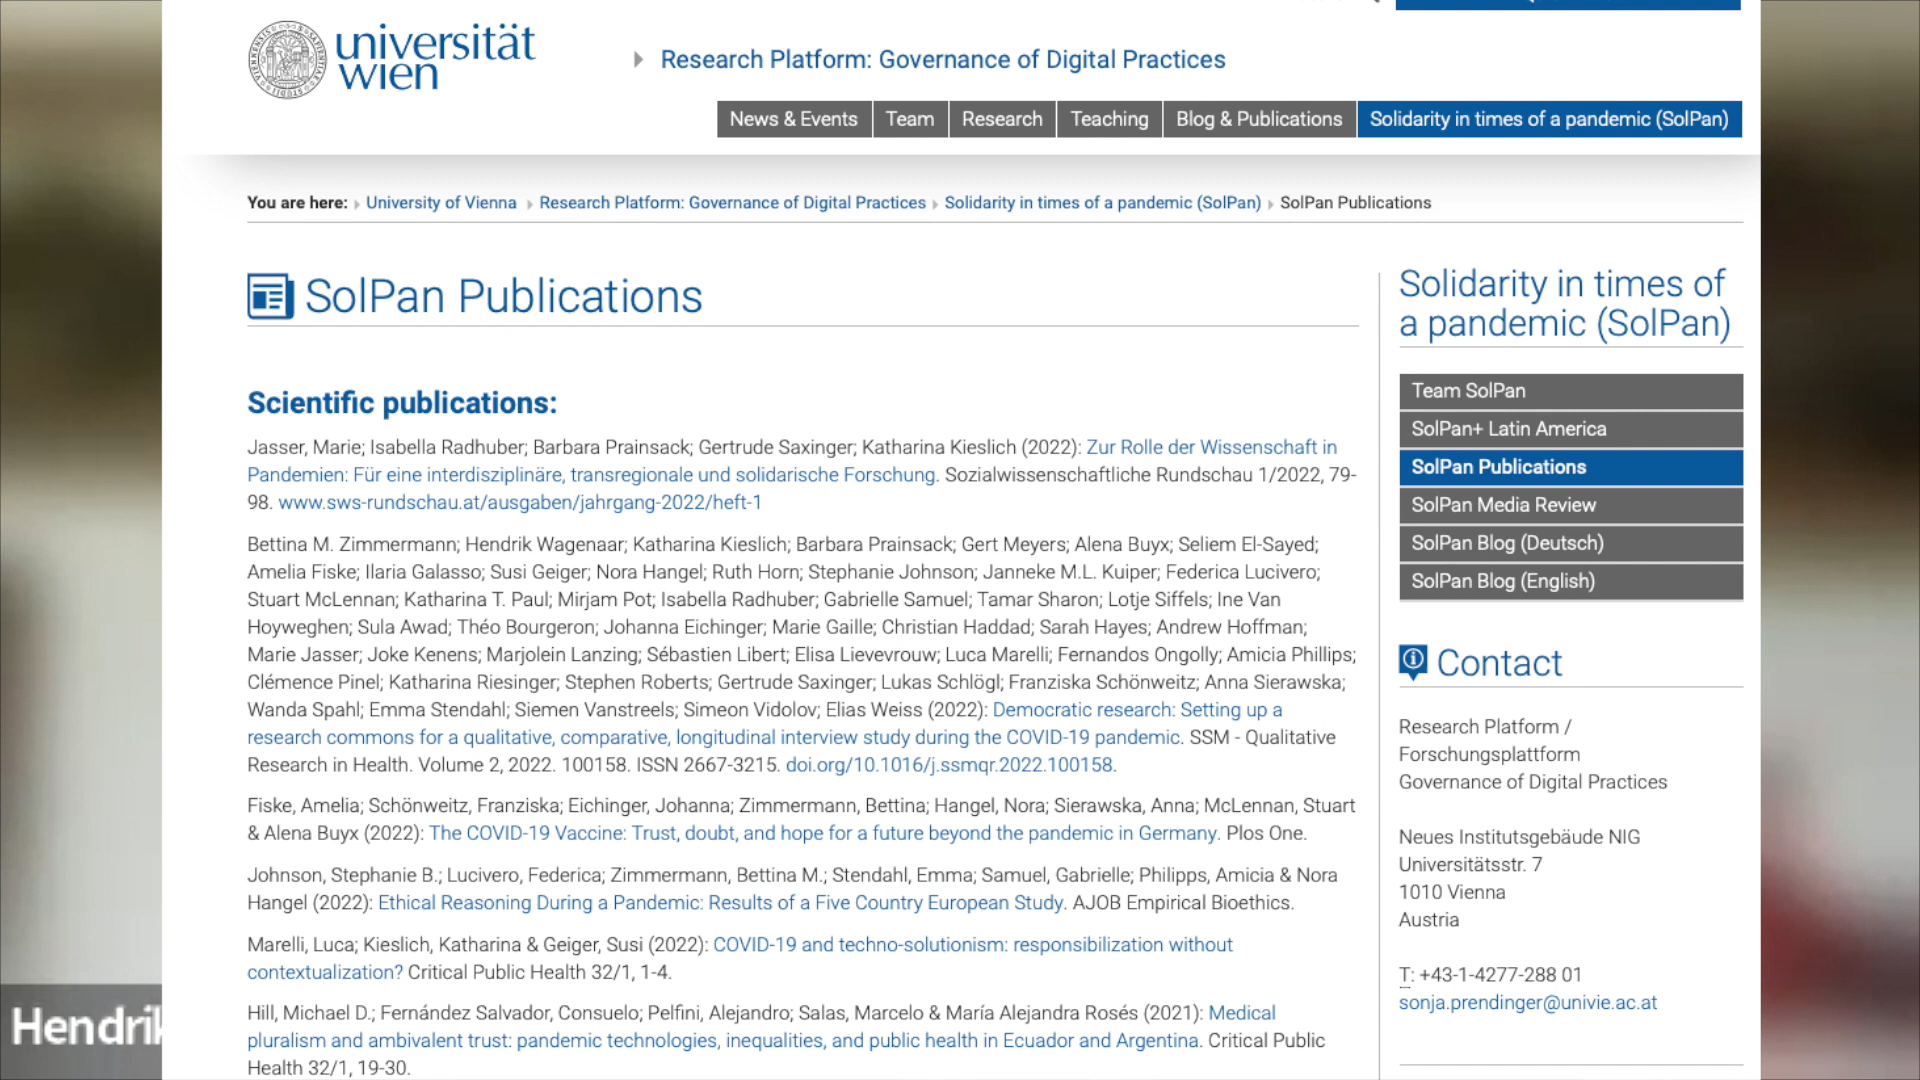 universität
wien
Research Platform: Governance of Digital Practices
News & Events
Team
Research
Teaching
Blog & Publications
Solidarity in times of a pandemic (SolPan)
You are here:
University of Vienna
Research Platform: Governance of Digital Practices
Solidarity in times of a pandemic (SolPan)
SolPan Publications
SolPan Publications
Scientific publications:
Jasser, Marie; Isabella Radhuber; Barbara Prainsack; Gertrude Saxinger; Katharina Kieslich (2022): Zur Rolle der Wissenschaft in
Pandemien: Für eine interdisziplinäre, transregionale und solidarische Forschung. Sozialwissenschaftliche Rundschau 1/2022, 79-
98. www.sws-rundschau.at/ausgaben/jahrgang-2022/heft-1
Bettina M. Zimmermann; Hendrik Wagenaar; Katharina Kieslich; Barbara Prainsack; Gert Meyers; Alena Buyx; Seliem El-Sayed;
Amelia Fiske; Ilaria Galasso; Susi Geiger; Nora Hangel; Ruth Horn; Stephanie Johnson; Janneke M.L. Kuiper; Federica Lucivero;
Stuart McLennan; Katharina T. Paul; Mirjam Pot; Isabella Radhuber; Gabrielle Samuel; Tamar Sharon; Lotje Siffels; Ine Van
Hoyweghen; Sula Awad; Théo Bourgeron; Johanna Eichinger; Marie Gaille; Christian Haddad; Sarah Hayes; Andrew Hoffman;
Marie Jasser; Joke Kenens; Marjolein Lanzing; Sébastien Libert; Elisa Lievevrouw; Luca Marelli; Fernandos Ongolly; Amicia Phillips;
Clémence Pinel; Katharina Riesinger; Stephen Roberts; Gertrude Saxinger; Lukas Schlögl; Franziska Schönweitz; Anna Sierawska;
Wanda Spahl; Emma Stendahl; Siemen Vanstreels; Simeon Vidolov; Elias Weiss (2022): Democratic research: Setting up a
research commons for a qualitative, comparative, longitudinal interview study during the COVID-19 pandemic. SSM - Qualitative
Research in Health. Volume 2, 2022. 100158. ISSN 2667-3215. doi.org/10.1016/j.ssmqr.2022.100158.
Fiske, Amelia; Schönweitz, Franziska; Eichinger, Johanna; Zimmermann, Bettina; Hangel, Nora; Sierawska, Anna; McLennan, Stuart
& Alena Buyx (2022): The COVID-19 Vaccine: Trust, doubt, and hope for a future beyond the pandemic in Germany. Plos One.
Johnson, Stephanie B.; Lucivero, Federica; Zimmermann, Bettina M.; Stendahl, Emma; Samuel, Gabrielle; Philipps, Amicia & Nora
Hangel (2022): Ethical Reasoning During a Pandemic: Results of a Five Country European Study. AJOB Empirical Bioethics.
Marelli, Luca; Kieslich, Katharina & Geiger, Susi (2022): COVID-19 and techno-solutionism: responsibilization without
contextualization? Critical Public Health 32/1, 1-4.
Hill, Michael D.; Fernández Salvador, Consuelo; Pelfini, Alejandro; Salas, Marcelo & María Alejandra Rosés (2021): Medical
pluralism and ambivalent trust: pandemic technologies, inequalities, and public health in Ecuador and Argentina. Critical Public
Health 32/1, 19-30.
Solidarity in times of
a pandemic (SolPan)
Team SolPan
SolPan+ Latin America
SolPan Publications
SolPan Media Review
SolPan Blog (Deutsch)
SolPan Blog (English)
Contact
Research Platform /
Forschungsplattform
Governance of Digital Practices
Neues Institutsgebäude NIG
Universitätsstr. 7
1010 Vienna
Austria
T: +43-1-4277-288 01
sonja.prendinger@univie.ac.at
Hendrik